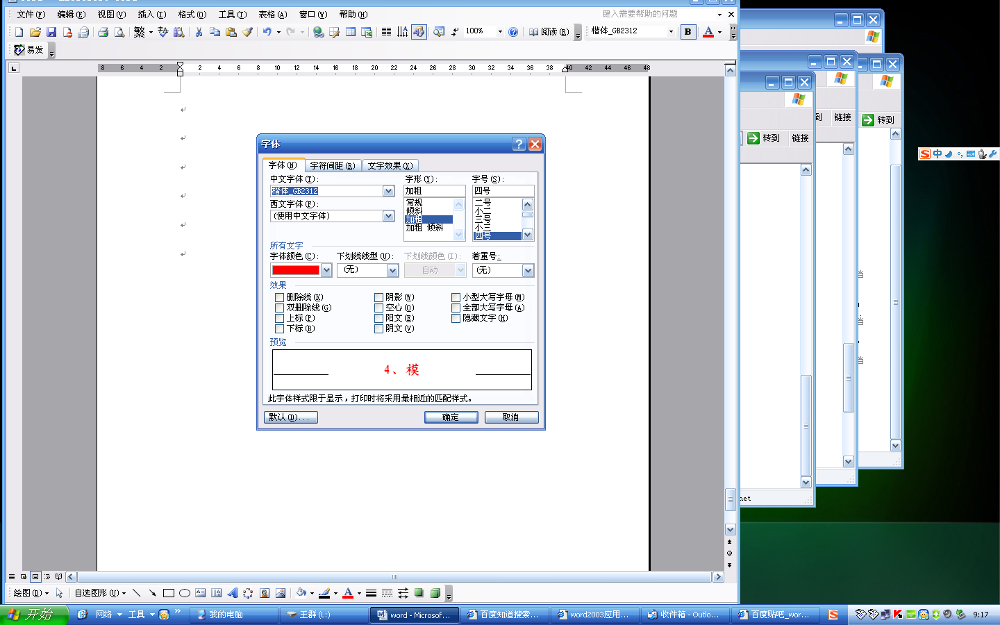 文件(F) 编辑(E) 视图(V) 插入(I) 格式(O) 工具(T) 表格(A) 窗口(W) 帮助(H) 键入需要帮助的问题
繁 100% 阅读(R) 楷体_GB2312 B A
易发
8 6 4 2 2 4 6 8 10 12 14 16 18 20 22 24 26 28 30 32 34 36 38 40 42 44 46 48
字体
字体(N) 字符间距(R) 文字效果(X)
中文字体(T): 字形(Y): 字号(S):
楷体_GB2312 加粗 四号
西文字体(F):
(使用中文字体)
常规
倾斜
加粗
加粗 倾斜
二号
小二
三号
小三
四号
所有文字
字体颜色(C): 下划线线型(U): 下划线颜色(I): 着重号:
(无) 自动 (无)
效果
删除线(K) 阴影(W) 小型大写字母(M)
双删除线(G) 空心(O) 全部大写字母(A)
上标(P) 阳文(E) 隐藏文字(H)
下标(B) 阴文(V)
预览
4、模
此字体样式限于显示,打印时将采用最相近的匹配样式。
默认(D)... 确定 取消
到 链接
转到
转到 链接
中
net
绘图(D) 自选图形(U) A
开始 网络 工具 » 我的电脑 王群 (L:) word - Microsof... 百度知道搜索... word2003应用... 收件箱 - Outlo... 百度贴吧_wor... 9:17